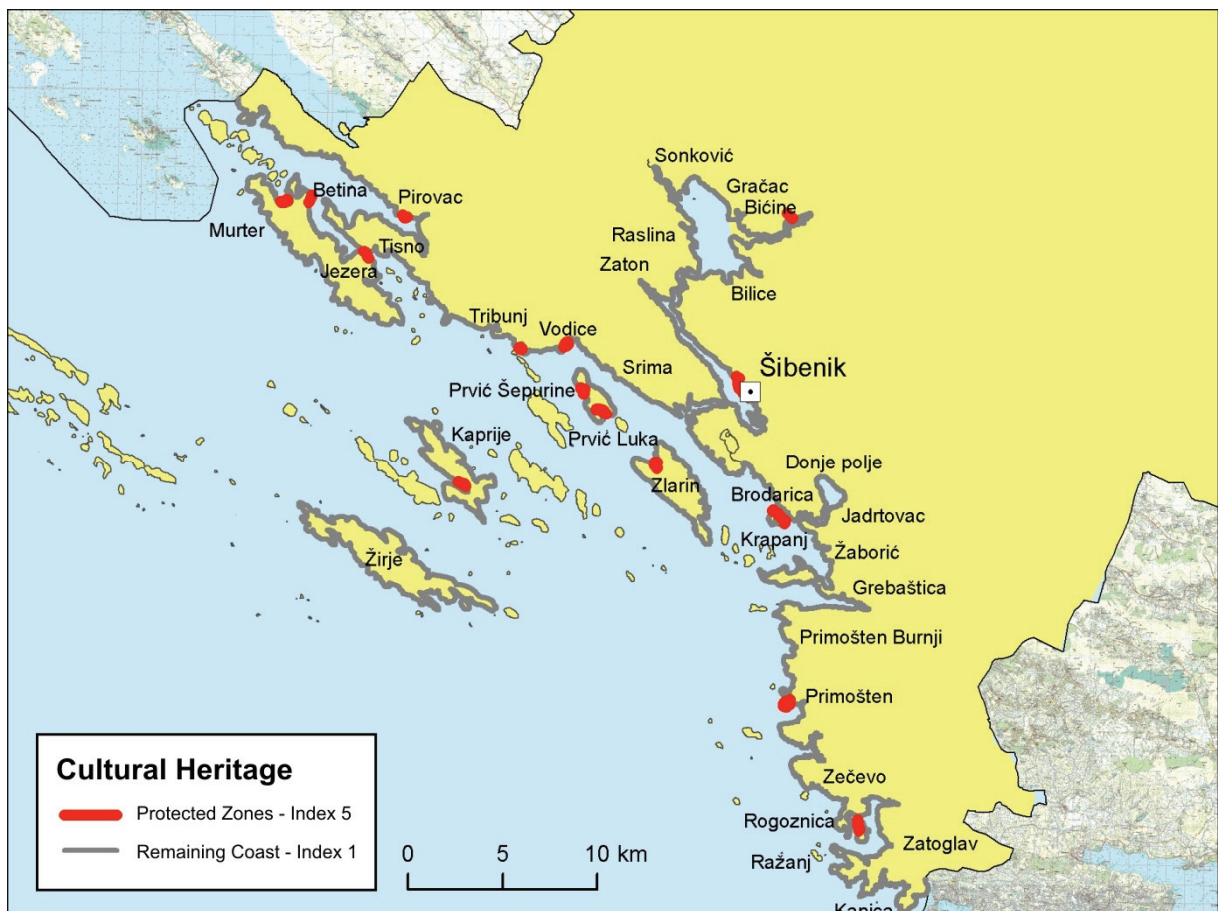 Sonković
Gračac
Bićine
Betina
Pirovac
Murter
Raslina
Tisno
Zaton
Jezera
Bilice
Tribunj
Vodice
Šibenik
Srima
Prvić Šepurine
Kaprije
Prvić Luka
Donje polje
Zlarin
Brodarica
Jadrtovac
Krapanj
Žaborić
Žirje
Grebaštica
Primošten Burnji
Primošten
Cultural Heritage
Protected Zones - Index 5
Remaining Coast - Index 1
0 5 10 km
Zečevo
Rogoznica
Zatoglav
Ražanj
Kanica